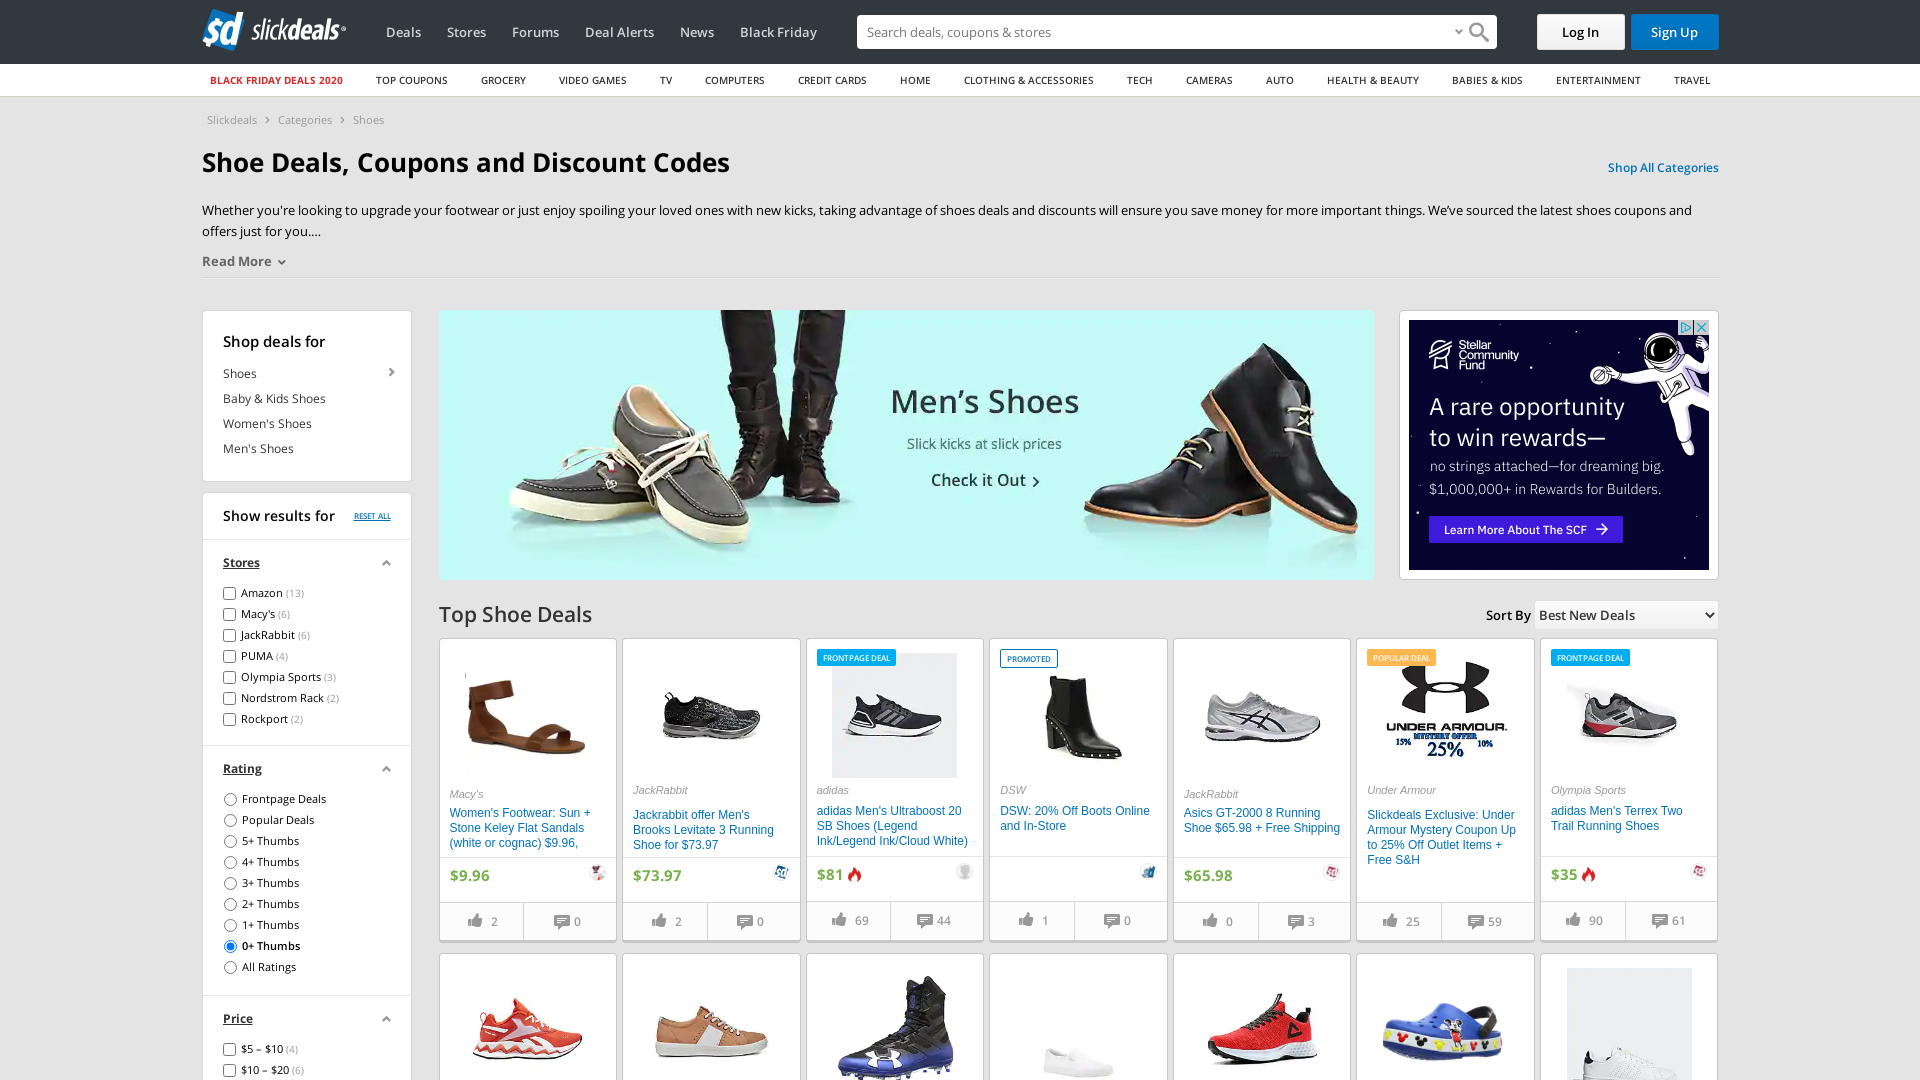 slickdeals
Deals
Stores
Forums
Deal Alerts
News
Black Friday
Search deals, coupons & stores
Log In
Sign Up
BLACK FRIDAY DEALS 2020
TOP COUPONS
GROCERY
VIDEO GAMES
TV
COMPUTERS
CREDIT CARDS
HOME
CLOTHING & ACCESSORIES
TECH
CAMERAS
AUTO
HEALTH & BEAUTY
BABIES & KIDS
ENTERTAINMENT
TRAVEL
Slickdeals > Categories > Shoes
Shoe Deals, Coupons and Discount Codes
Shop All Categories
Whether you're looking to upgrade your footwear or just enjoy spoiling your loved ones with new kicks, taking advantage of shoes deals and discounts will ensure you save money for more important things. We’ve sourced the latest shoes coupons and
offers just for you....
Read More
Shop deals for
Shoes
Baby & Kids Shoes
Women's Shoes
Men's Shoes
Show results for
RESET ALL
Stores
Amazon (13)
Macy's (6)
JackRabbit (6)
PUMA (4)
Olympia Sports (3)
Nordstrom Rack (2)
Rockport (2)
Rating
Frontpage Deals
Popular Deals
5+ Thumbs
4+ Thumbs
3+ Thumbs
2+ Thumbs
1+ Thumbs
0+ Thumbs
All Ratings
Price
$5 – $10 (4)
$10 – $20 (6)
Men’s Shoes
Slick kicks at slick prices
Check it Out
Stellar
Community
Fund
A rare opportunity
to win rewards—
no strings attached—for dreaming big.
$1,000,000+ in Rewards for Builders.
Learn More About The SCF
Top Shoe Deals
Sort By
Best New Deals
Macy's
Women's Footwear: Sun +
Stone Keley Flat Sandals
(white or cognac) $9.96,
$9.96
2
0
JackRabbit
Jackrabbit offer Men's
Brooks Levitate 3 Running
Shoe for $73.97
$73.97
2
0
FRONTPAGE DEAL
adidas
adidas Men's Ultraboost 20
SB Shoes (Legend
Ink/Legend Ink/Cloud White)
$81
69
44
PROMOTED
DSW
DSW: 20% Off Boots Online
and In-Store
1
0
JackRabbit
Asics GT-2000 8 Running
Shoe $65.98 + Free Shipping
$65.98
0
3
POPULAR DEAL
UNDER ARMOUR.
MYSTERY OFFER
15% 25% 10%
Under Armour
Slickdeals Exclusive: Under
Armour Mystery Coupon Up
to 25% Off Outlet Items +
Free S&H
25
59
FRONTPAGE DEAL
Olympia Sports
adidas Men's Terrex Two
Trail Running Shoes
$35
90
61